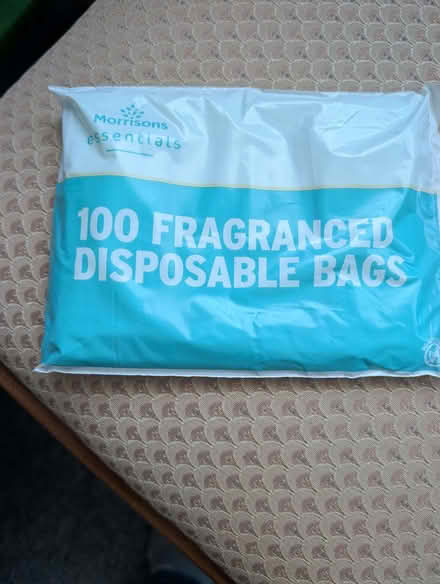 Morrisons
essentials
100 FRAGRANCED
DISPOSABLE BAGS